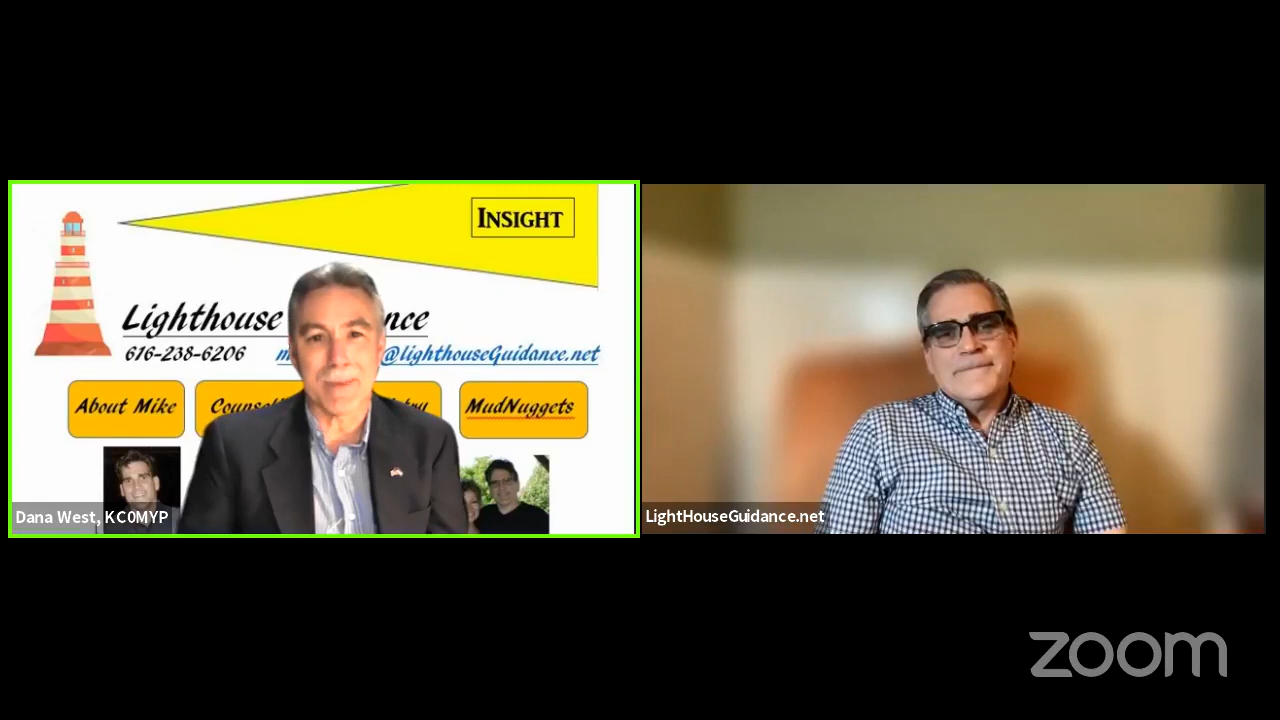 INSIGHT
Lighthouse
616-238-6206
@lighthouseGuidance.net
About Mike
MudNuggets
Dana West, KC0MYP
LightHouseGuidance.net
zoom